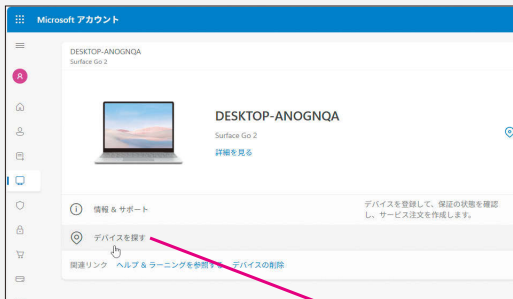 Microsoft アカウント
DESKTOP-ANOGNQA
Surface Go 2
A
DESKTOP-ANOGNQA
Surface Go 2
詳細を見る
情報 & サポート
デバイスを登録して、保証の状態を確認
し、サービス注文を作成します。
デバイスを探す
関連リンク ヘルプ & ラーニングを参照する デバイスの削除